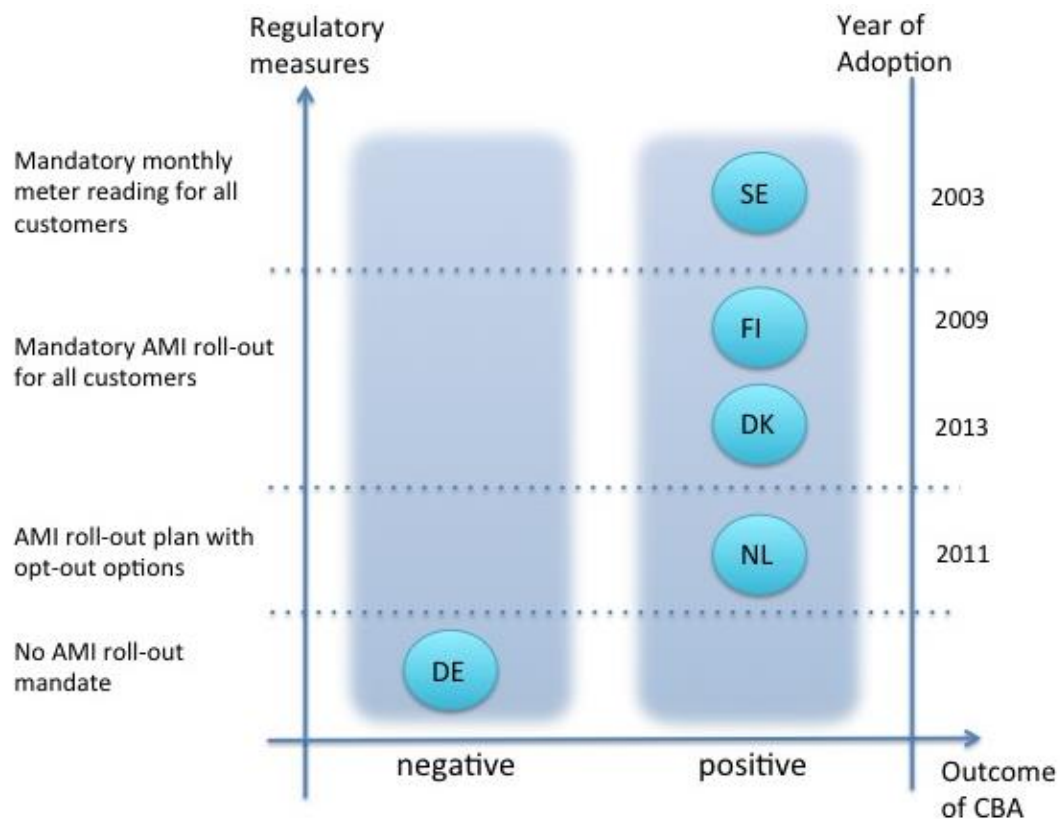 Regulatory
measures
Year of
Adoption
Mandatory monthly
meter reading for all
customers
SE
2003
Mandatory AMI roll-out
for all customers
FI
2009
DK
2013
AMI roll-out plan with
opt-out options
NL
2011
No AMI roll-out
mandate
DE
negative
positive
Outcome
of CBA